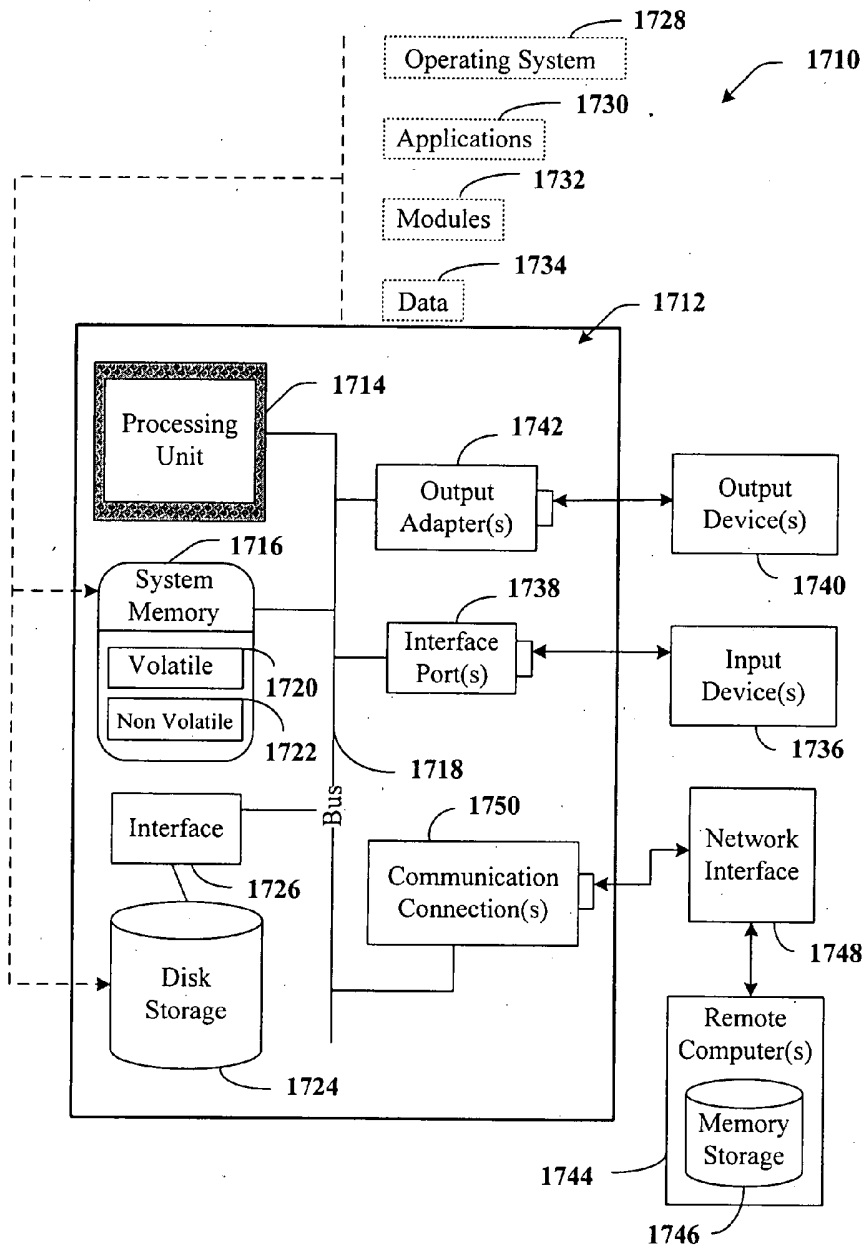 1728
Operating System
1710
1730
Applications
1732
Modules
1734
Data
1712
1714
Processing
Unit
1742
Output
Adapter(s)
Output
Device(s)
1740
1716
System
Memory
Volatile
1720
Non Volatile
1722
1738
Interface
Port(s)
Input
Device(s)
1736
1718
Bus
Interface
1726
1750
Communication
Connection(s)
Network
Interface
1748
Disk
Storage
1724
Remote
Computer(s)
Memory
Storage
1744
1746